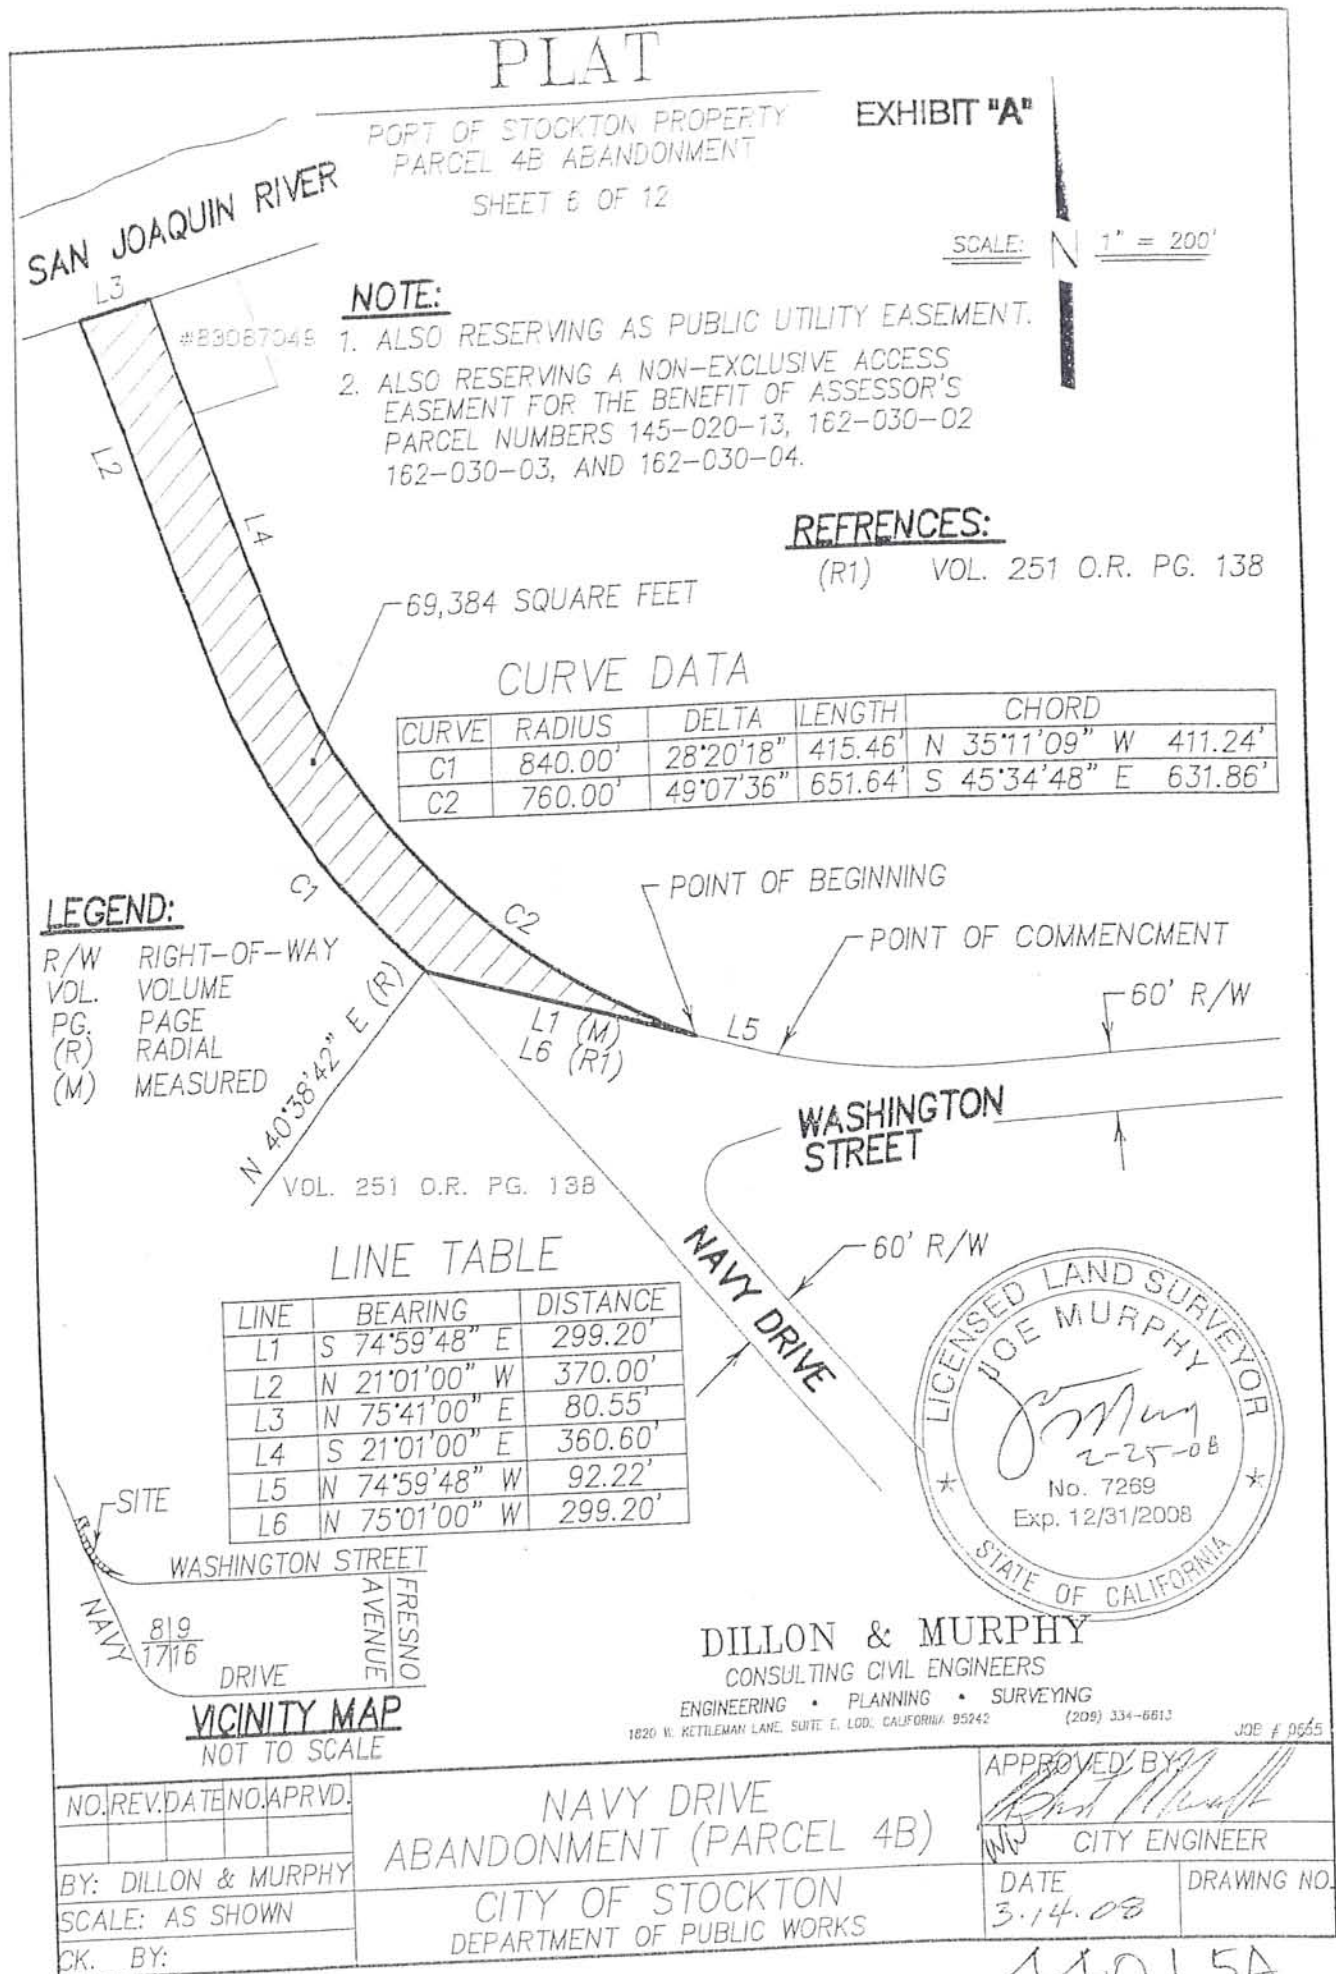 PLAT
PORT OF STOCKTON PROPERTY
PARCEL 4B ABANDONMENT
SHEET 6 OF 12
EXHIBIT "A"
SCALE: N 1" = 200'
SAN JOAQUIN RIVER
L3
#83087049
NOTE:
1. ALSO RESERVING AS PUBLIC UTILITY EASEMENT.
2. ALSO RESERVING A NON-EXCLUSIVE ACCESS
EASEMENT FOR THE BENEFIT OF ASSESSOR'S
PARCEL NUMBERS 145-020-13, 162-030-02
162-030-03, AND 162-030-04.
L2
L4
REFRENCES:
(R1) VOL. 251 O.R. PG. 138
69,384 SQUARE FEET
CURVE DATA
CURVE RADIUS DELTA LENGTH CHORD
C1 840.00' 28°20'18" 415.46' N 35°11'09" W 411.24'
C2 760.00' 49°07'36" 651.64' S 45°34'48" E 631.86'
C1
C2
POINT OF BEGINNING
POINT OF COMMENCMENT
60' R/W
LEGEND:
R/W RIGHT-OF-WAY
VOL. VOLUME
PG. PAGE
(R) RADIAL
(M) MEASURED
N 40°38'42" E (R)
L1 (M)
L6 (R1)
L5
WASHINGTON
STREET
VOL. 251 O.R. PG. 138
NAVY DRIVE
60' R/W
LINE TABLE
LINE BEARING DISTANCE
L1 S 74°59'48" E 299.20'
L2 N 21°01'00" W 370.00'
L3 N 75°41'00" E 80.55'
L4 S 21°01'00" E 360.60'
L5 N 74°59'48" W 92.22'
L6 N 75°01'00" W 299.20'
LICENSED LAND SURVEYOR
JOE MURPHY
2-25-08
No. 7269
Exp. 12/31/2008
STATE OF CALIFORNIA
SITE
WASHINGTON STREET
NAVY
8|9
17|16
DRIVE
FRESNO
AVENUE
VICINITY MAP
NOT TO SCALE
DILLON & MURPHY
CONSULTING CIVIL ENGINEERS
ENGINEERING • PLANNING • SURVEYING
1820 W. KETTLEMAN LANE, SUITE E, LODI, CALIFORNIA 95242 (209) 334-6613
JOB #
NO. REV. DATE NO. APRVD.
BY: DILLON & MURPHY
SCALE: AS SHOWN
CK. BY:
NAVY DRIVE
ABANDONMENT (PARCEL 4B)
CITY OF STOCKTON
DEPARTMENT OF PUBLIC WORKS
APPROVED BY:
CITY ENGINEER
DATE
3.14.08
DRAWING NO.